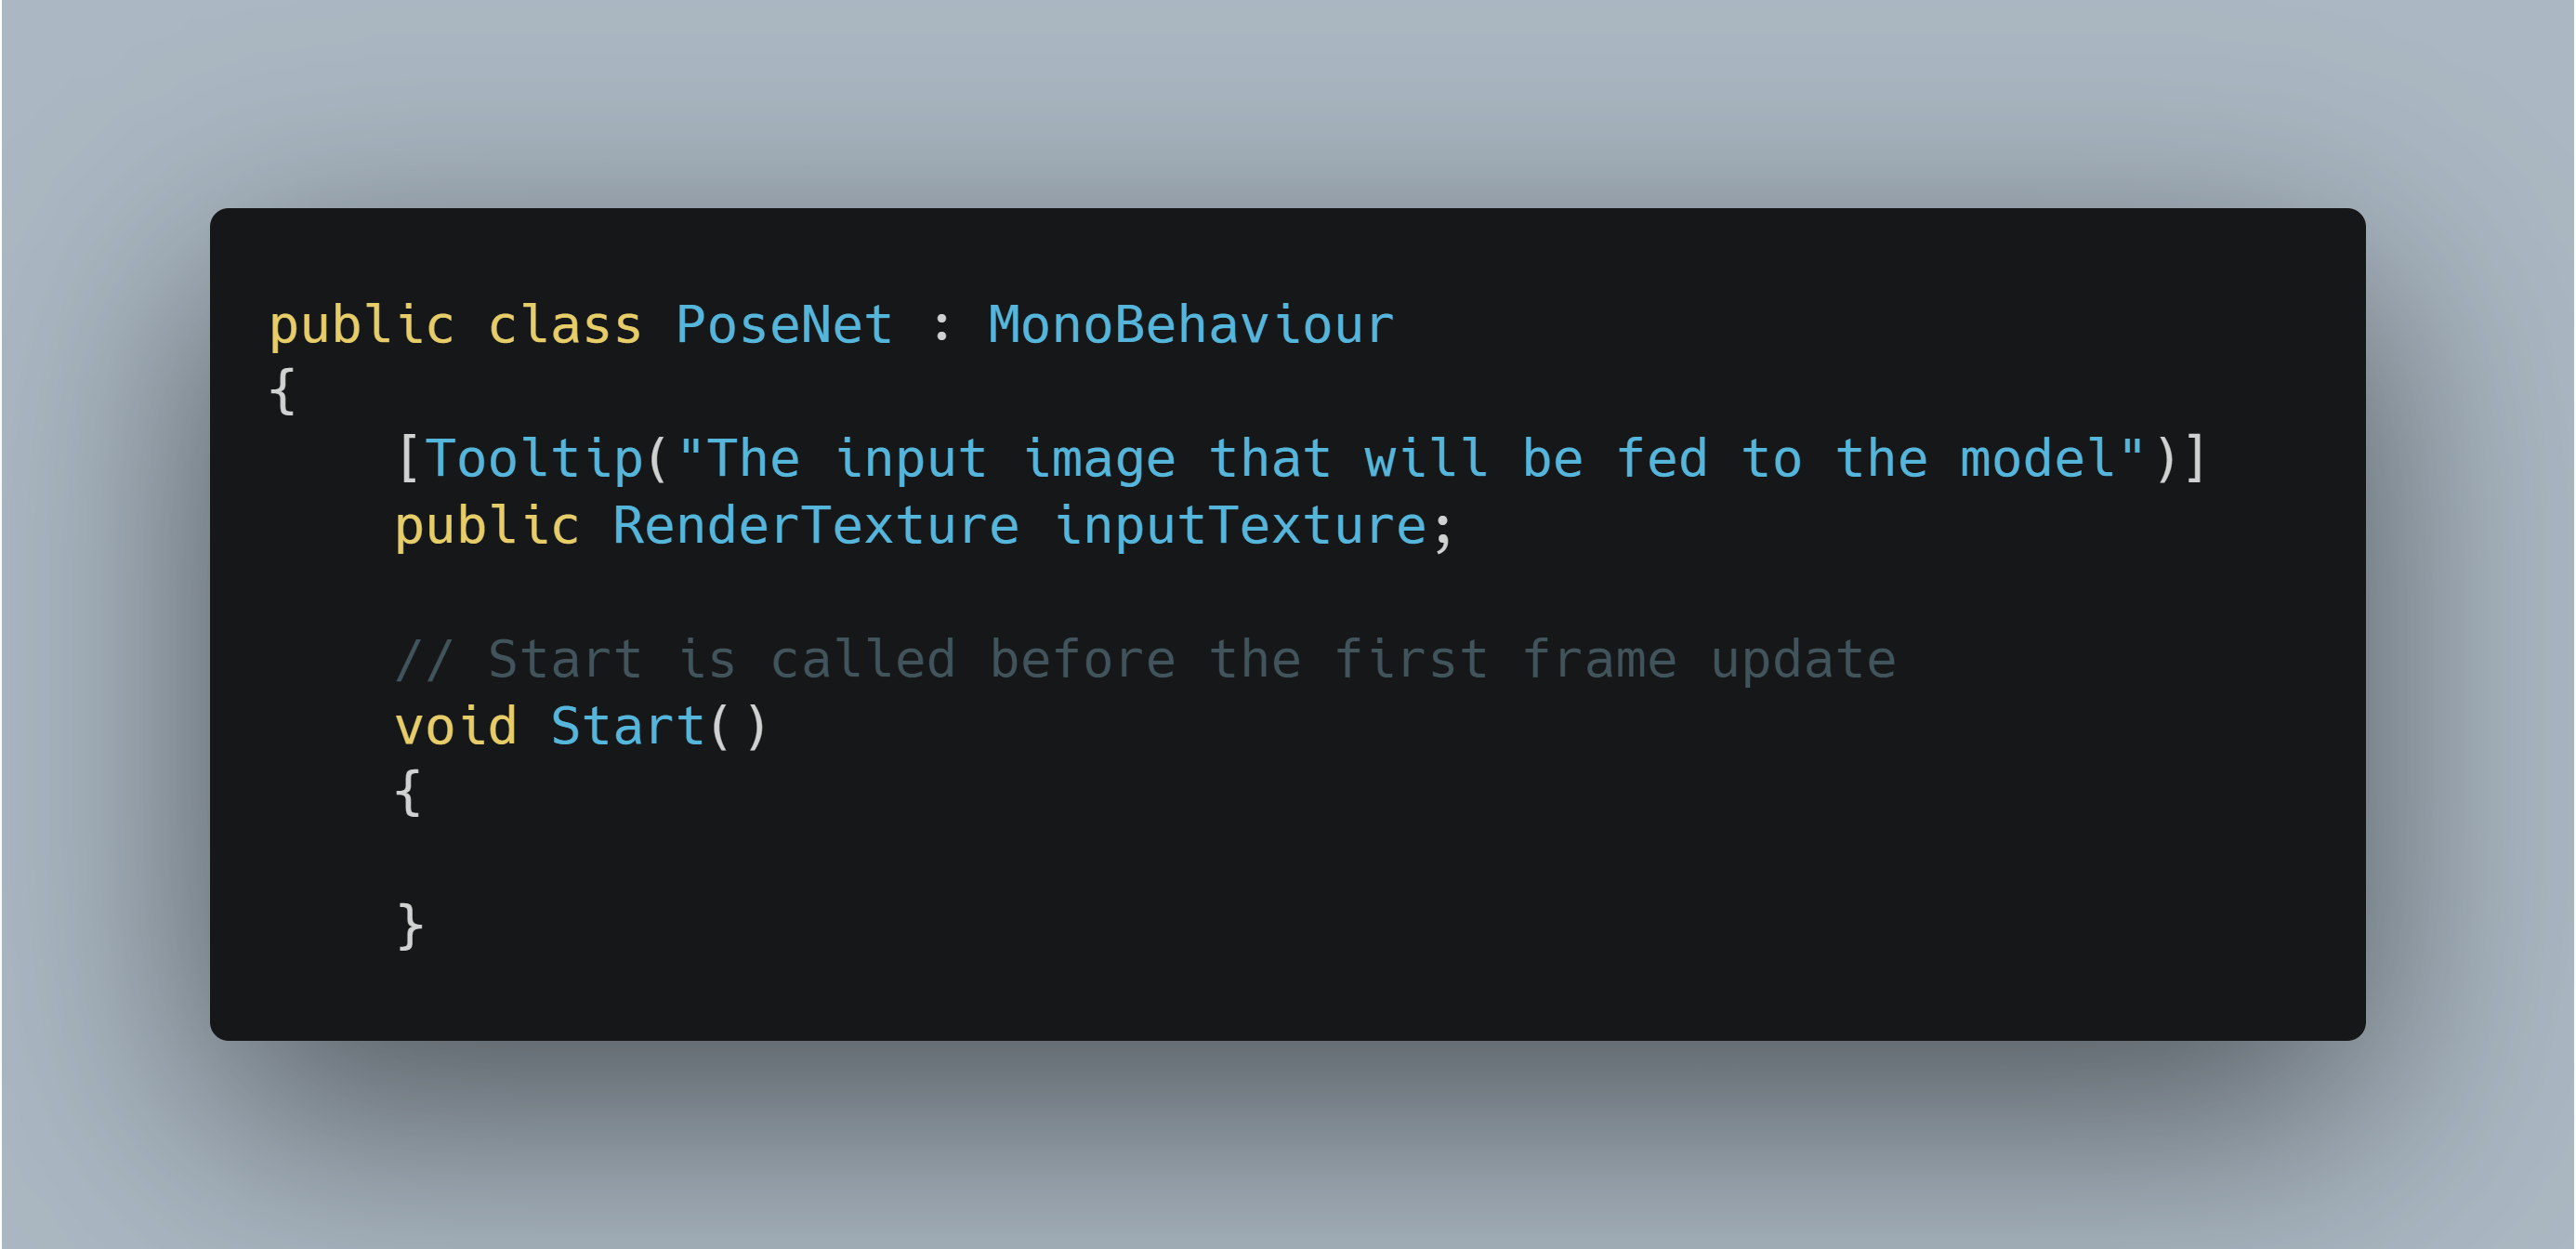 public class PoseNet : MonoBehaviour
{
    [Tooltip("The input image that will be fed to the model")]
    public RenderTexture inputTexture;

    // Start is called before the first frame update
    void Start()
    {

    }